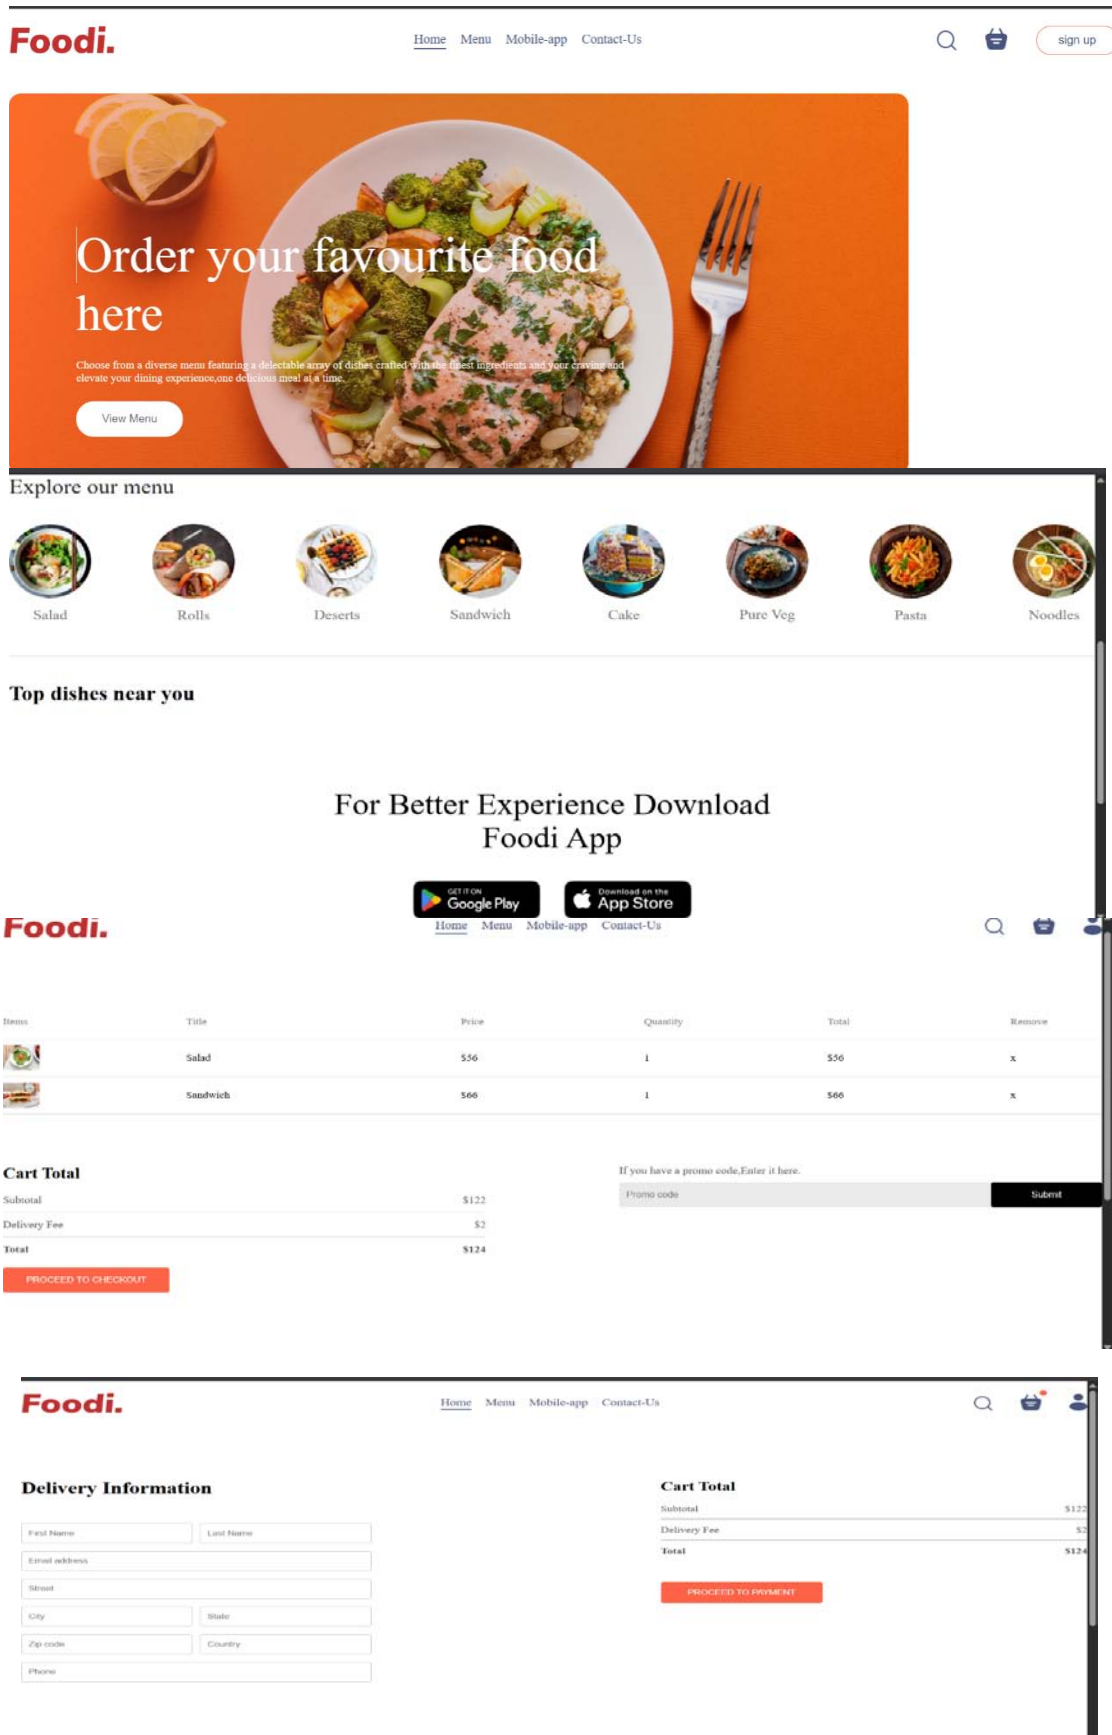 Foodi.
Home Menu Mobile-app Contact-Us
sign up
Order your favourite food
here
Choose from a diverse menu featuring a delectable array of dishes crafted with the finest ingredients and your craving and
elevate your dining experience,one delicious meal at a time.
View Menu
Explore our menu
Salad Rolls Deserts Sandwich Cake Pure Veg Pasta Noodles
Top dishes near you
For Better Experience Download
Foodi App
GET IT ON
Google Play
Download on the
App Store
Foodi.
Home Menu Mobile-app Contact-Us
Items Title Price Quantity Total Remove
Salad $56 1 $56 x
Sandwich $66 1 $66 x
Cart Total
Subtotal $122
Delivery Fee $2
Total $124
PROCEED TO CHECKOUT
If you have a promo code,Enter it here.
Promo code
Submit
Foodi.
Home Menu Mobile-app Contact-Us
Delivery Information
First Name Last Name
Email address
Street
City State
Zip code Country
Phone
Cart Total
Subtotal $122
Delivery Fee $2
Total $124
PROCEED TO PAYMENT